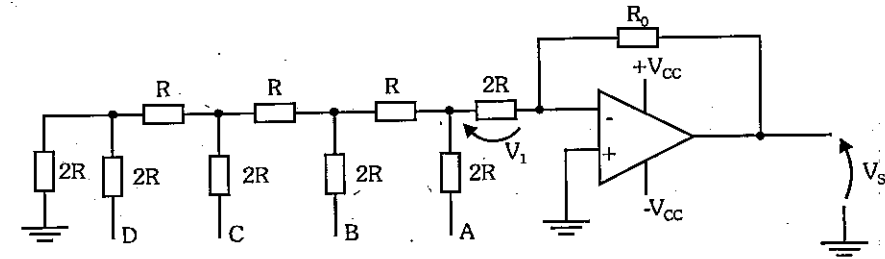 R₀
+V_CC
R R R 2R
-
V₁
+
2R 2R 2R 2R 2R
V_S
-V_CC
D C B A